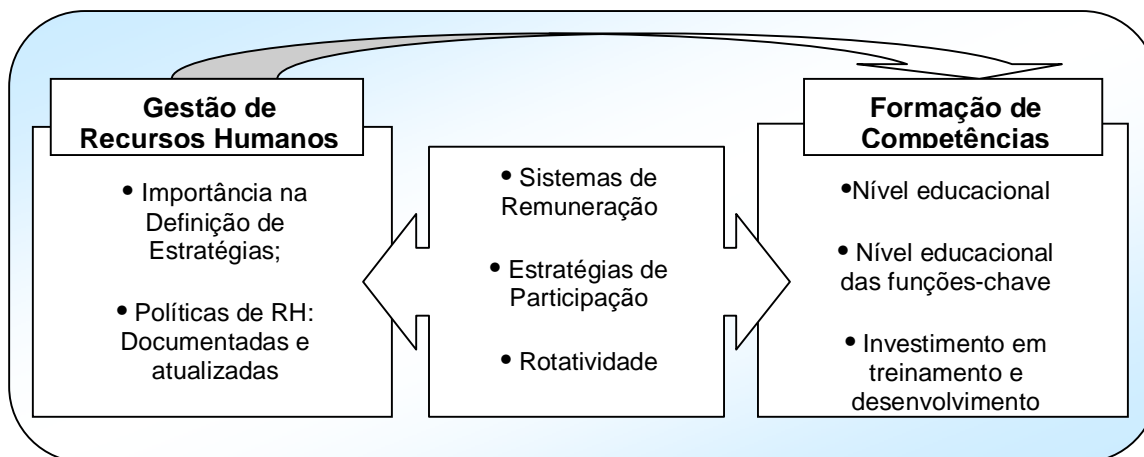 Gestão de
Recursos Humanos
• Importância na
Definição de
Estratégias;
• Políticas de RH:
Documentadas e
atualizadas
• Sistemas de
Remuneração
• Estratégias de
Participação
• Rotatividade
Formação de
Competências
•Nível educacional
• Nível educacional
das funções-chave
• Investimento em
treinamento e
desenvolvimento